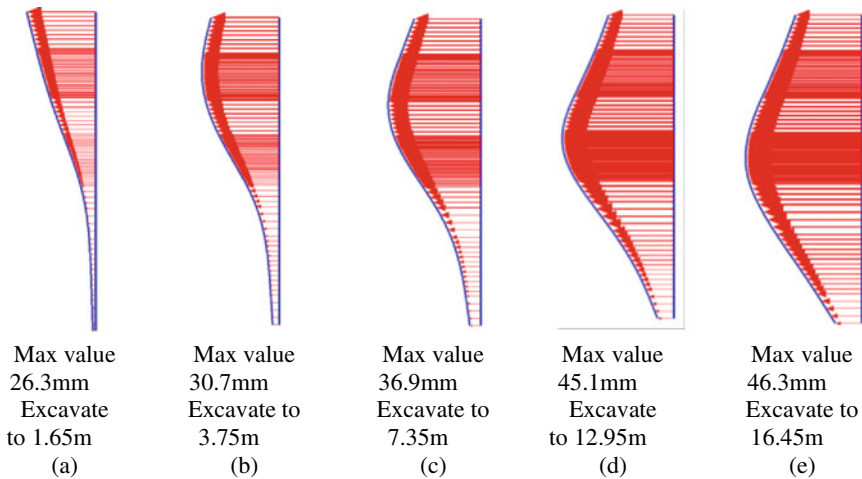 Max value
26.3mm
Excavate
to 1.65m
(a)
Max value
30.7mm
Excavate to
3.75m
(b)
Max value
36.9mm
Excavate to
7.35m
(c)
Max value
45.1mm
Excavate
to 12.95m
(d)
Max value
46.3mm
Excavate to
16.45m
(e)